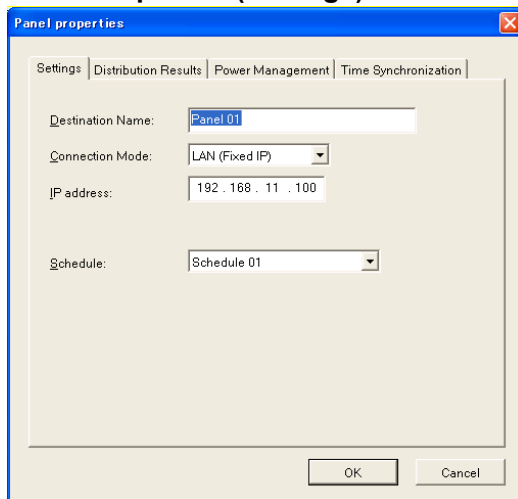 Panel properties
Settings Distribution Results Power Management Time Synchronization
Destination Name: Panel 01
Connection Mode: LAN (Fixed IP)
IP address: 192 . 168 . 11 . 100
Schedule: Schedule 01
OK Cancel